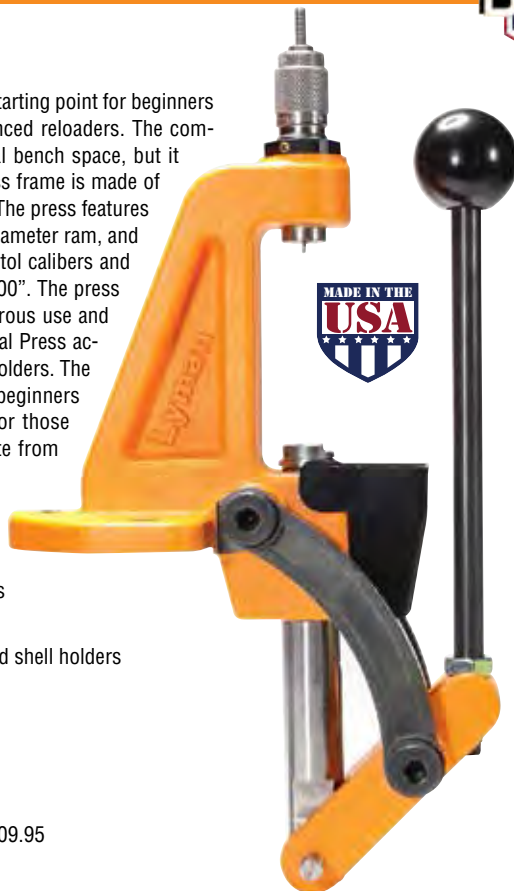 tarting point for beginners
nced reloaders. The com-
al bench space, but it
ss frame is made of
The press features
ameter ram, and
tol calibers and
00”. The press
rous use and
al Press ac-
olders. The
beginners
or those
te from
s
d shell holders
09.95
Lyman
MADE IN THE
USA